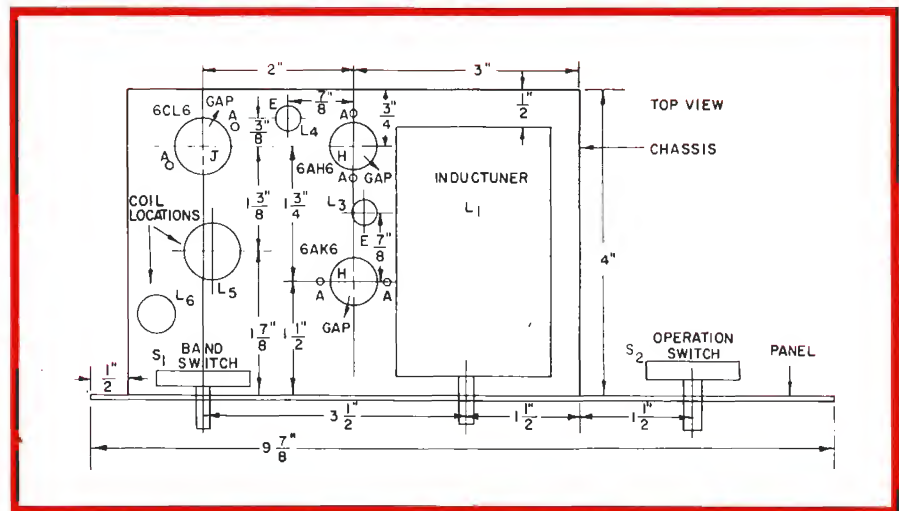 2"
3"
6CL6
GAP
A
A
J
E
7/8"
L4
3/8"
A
3/4"
1/2"
TOP VIEW
CHASSIS
6AH6
H
GAP
A
INDUCTUNER
L1
COIL
LOCATIONS
1 3/8"
1 3/4"
L3
E
7/8"
4"
6AK6
H
A
A
GAP
L5
L6
1 7/8"
1 1/2"
S1
BAND
SWITCH
S2
OPERATION
SWITCH
PANEL
1/2"
3 1/2"
1 1/2"
1 1/2"
9 7/8"